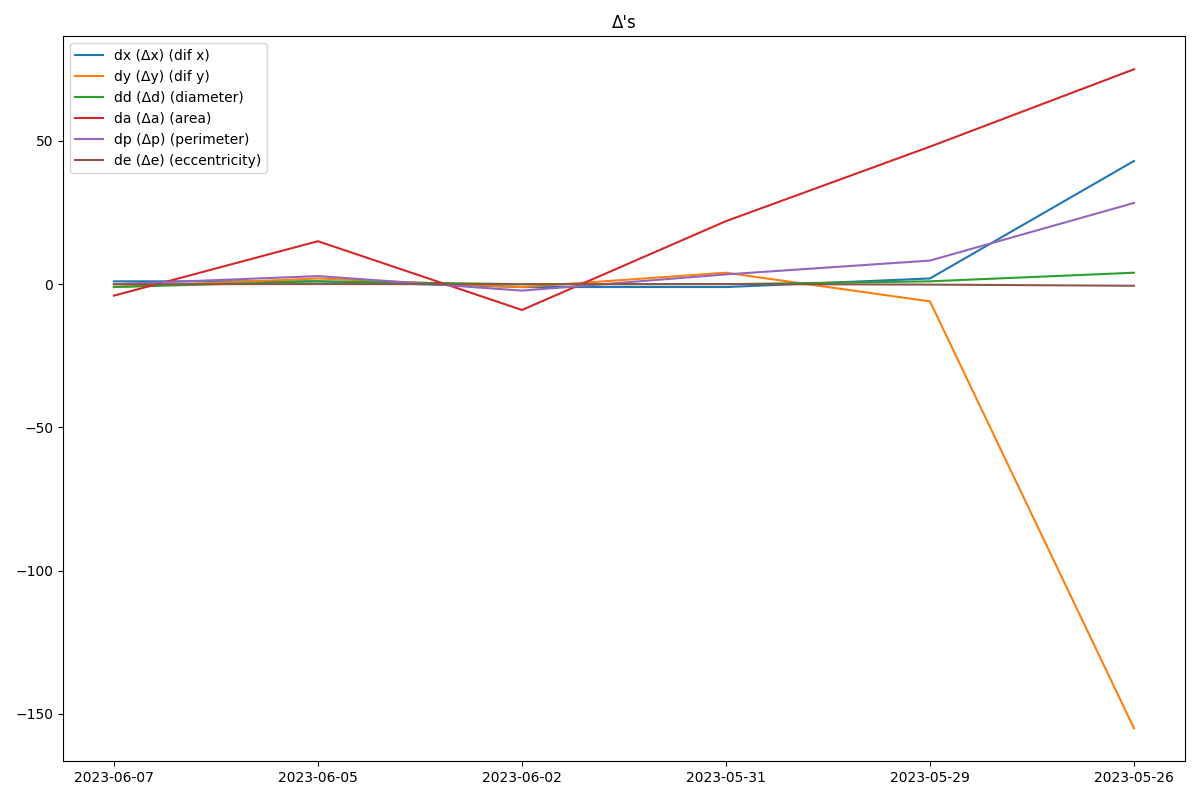 Δ's
dx (Δx) (dif x)
dy (Δy) (dif y)
dd (Δd) (diameter)
da (Δa) (area)
dp (Δp) (perimeter)
de (Δe) (eccentricity)
50
0
−50
−100
−150
2023-06-07 2023-06-05 2023-06-02 2023-05-31 2023-05-29 2023-05-26